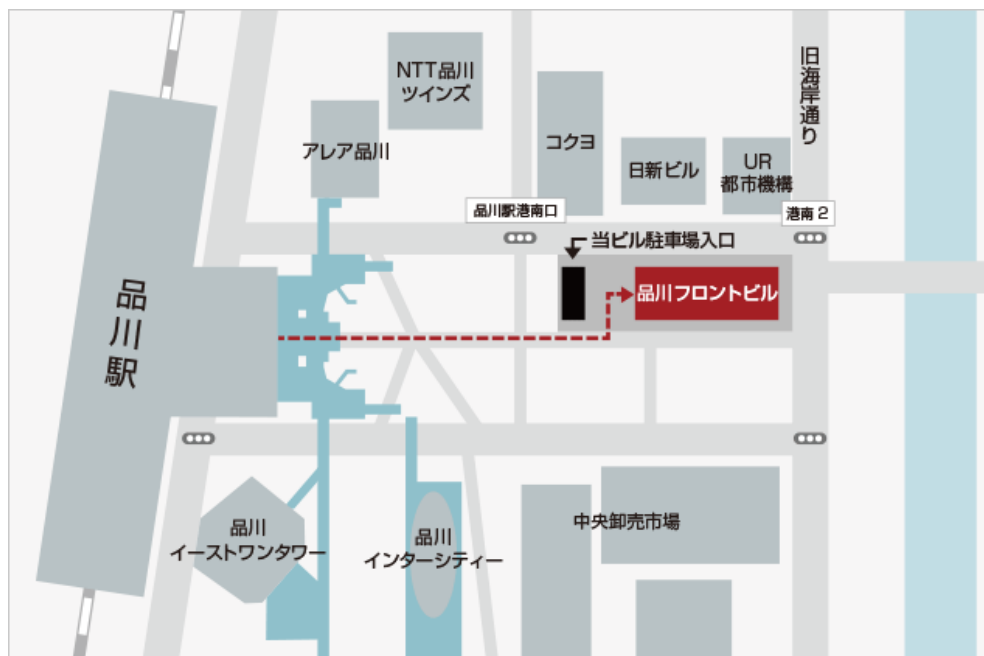 NTT品川
ツインズ
旧海岸通り
アレア品川
コクヨ
日新ビル
UR
都市機構
品川駅港南口
港南2
当ビル駐車場入口
品川フロントビル
品川駅
品川
イーストワンタワー
品川
インターシティー
中央卸売市場